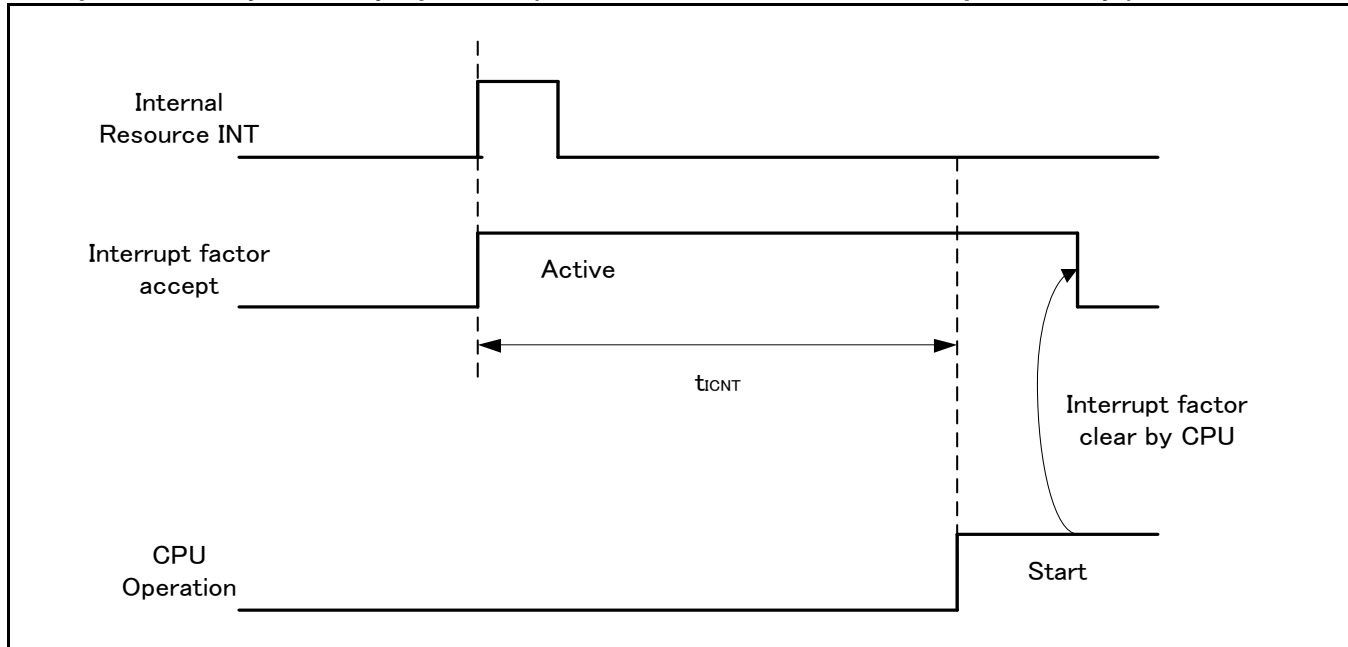 Internal
Resource INT
Interrupt factor
accept
Active
tICNT
Interrupt factor
clear by CPU
CPU
Operation
Start